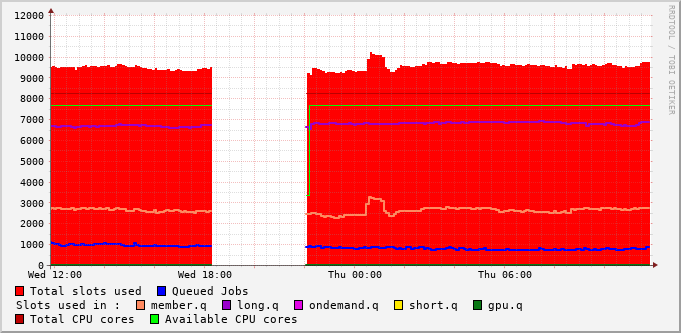 12000
11000
10000
9000
8000
7000
6000
5000
4000
3000
2000
1000
0
Wed 12:00 Wed 18:00 Thu 00:00 Thu 06:00
RRDTOOL / TOBI OETIKER
Total slots used Queued Jobs
Slots used in : member.q long.q ondemand.q short.q gpu.q
Total CPU cores Available CPU cores